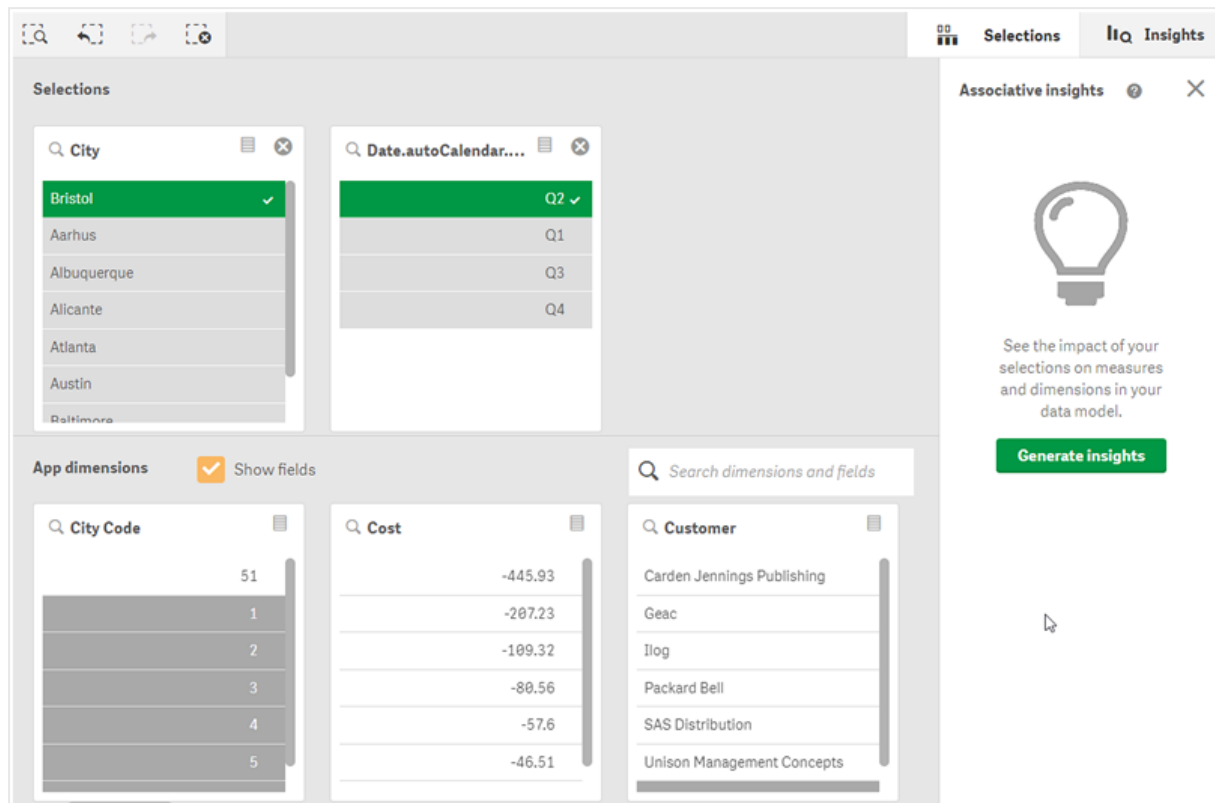 Selections
Insights
Selections
Associative insights
City
Date.autoCalendar....
Bristol
Q2
Aarhus
Q1
Albuquerque
Q3
Alicante
Q4
Atlanta
Austin
Baltimore
See the impact of your
selections on measures
and dimensions in your
data model.
Generate insights
App dimensions
Show fields
Search dimensions and fields
City Code
Cost
Customer
51
-445.93
Carden Jennings Publishing
1
-207.23
Geac
2
-109.32
Ilog
3
-80.56
Packard Bell
4
-57.6
SAS Distribution
5
-46.51
Unison Management Concepts